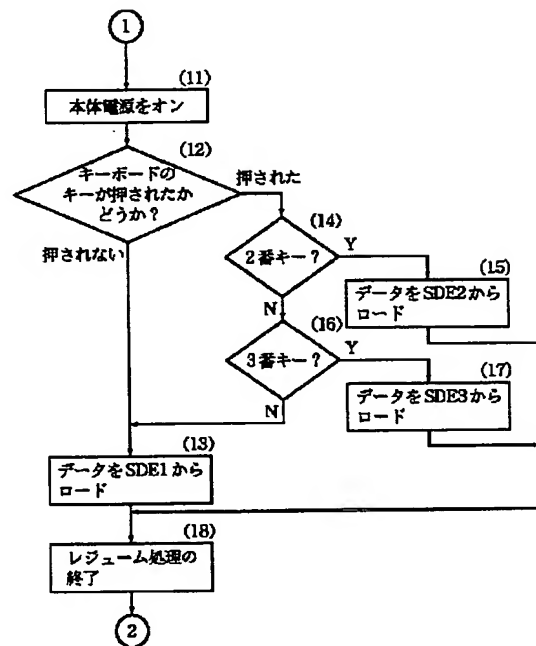 1
(11)
本体電源をオン
(12)
キーボードの
キーが押されたか
どうか?
押された
押されない
(14)
2番キー?
Y
N
(15)
データをSDE2から
ロード
(16)
3番キー?
Y
N
(17)
データをSDE3から
ロード
(13)
データをSDE1から
ロード
(18)
レジューム処理の
終了
2